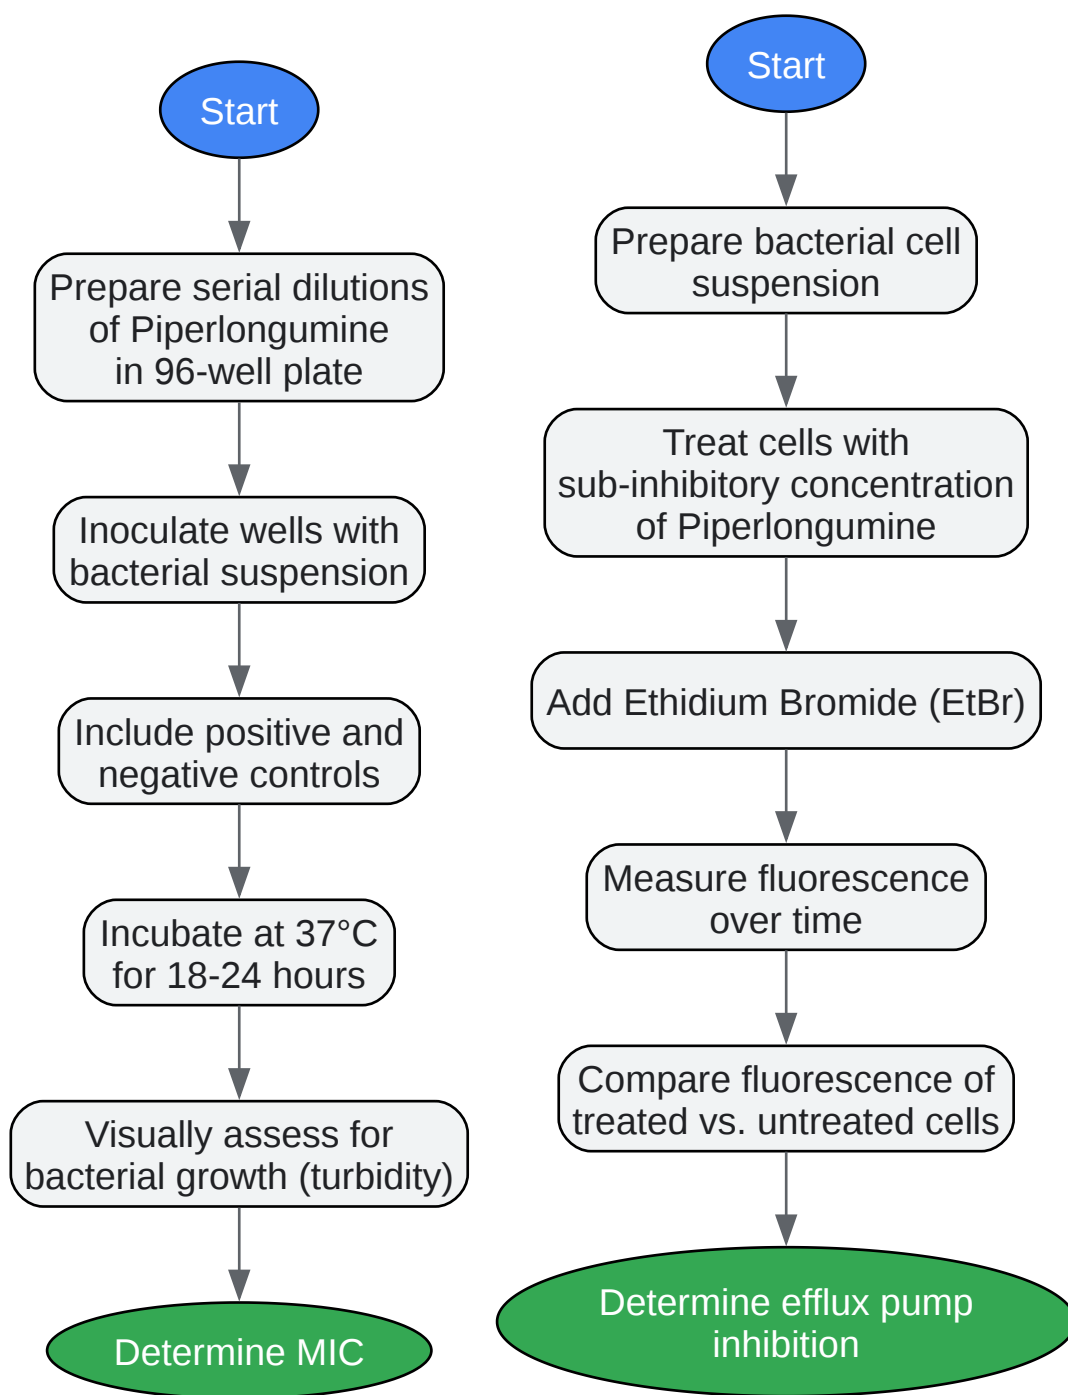 Start
Prepare serial dilutions
of Piperlongumine
in 96-well plate
Inoculate wells with
bacterial suspension
Include positive and
negative controls
Incubate at 37°C
for 18-24 hours
Visually assess for
bacterial growth (turbidity)
Determine MIC
Start
Prepare bacterial cell
suspension
Treat cells with
sub-inhibitory concentration
of Piperlongumine
Add Ethidium Bromide (EtBr)
Measure fluorescence
over time
Compare fluorescence of
treated vs. untreated cells
Determine efflux pump
inhibition